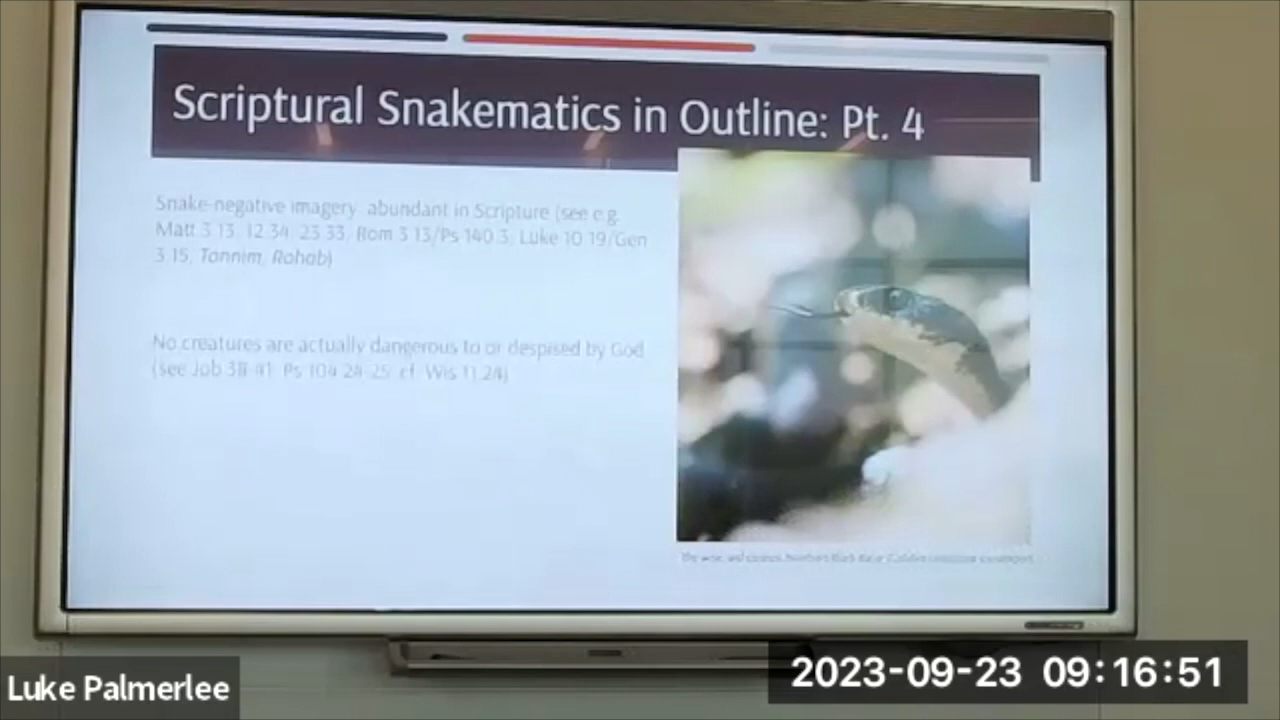 Scriptural Snakematics in Outline: Pt. 4
Snake-negative imagery abundant in Scripture (see e.g.
Matt 3.13, 12.34, 23.33, Rom 3.13/Ps 140.3, Luke 10.19/Gen
3.15, Tannim, Rahab)
No creatures are actually dangerous to or despised by God
(see Job 38-41, Ps 104.24-25, cf. Wis 11.24)
Luke Palmerlee
2023-09-23 09:16:51